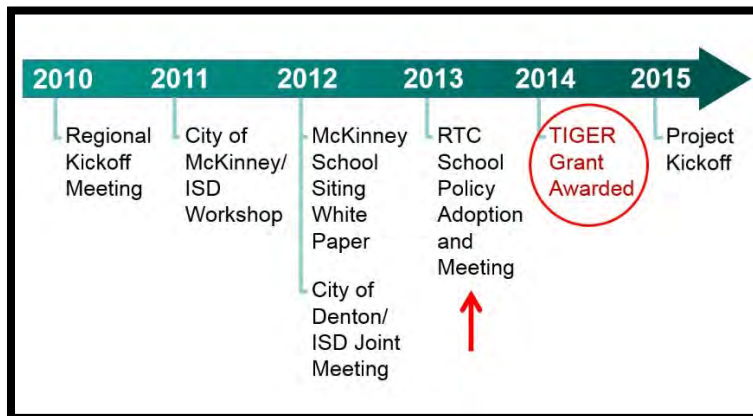 2010 2011 2012 2013 2014 2015
Regional
Kickoff
Meeting
City of
McKinney/
ISD
Workshop
McKinney
School
Siting
White
Paper
City of
Denton/
ISD Joint
Meeting
RTC
School
Policy
Adoption
and
Meeting
TIGER
Grant
Awarded
Project
Kickoff